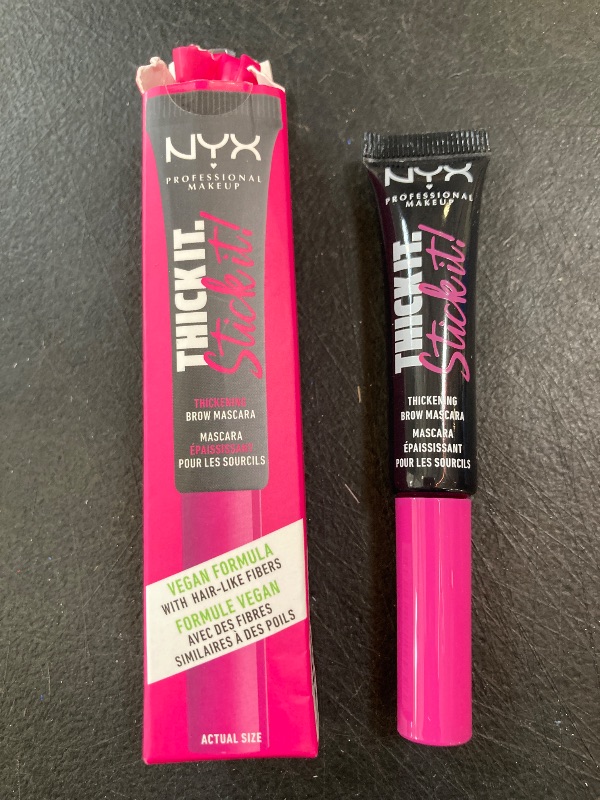 NYX
PROFESSIONAL
MAKEUP
THICK IT.
Stick it!
THICKENING
BROW MASCARA
MASCARA
ÉPAISSISSANT
POUR LES SOURCILS
VEGAN FORMULA
WITH HAIR-LIKE FIBERS
FORMULE VEGAN
AVEC DES FIBRES
SIMILAIRES À DES POILS
ACTUAL SIZE
NYX
PROFESSIONAL
MAKEUP
THICK IT.
Stick it!
THICKENING
BROW MASCARA
MASCARA
ÉPAISSISSANT
POUR LES SOURCILS